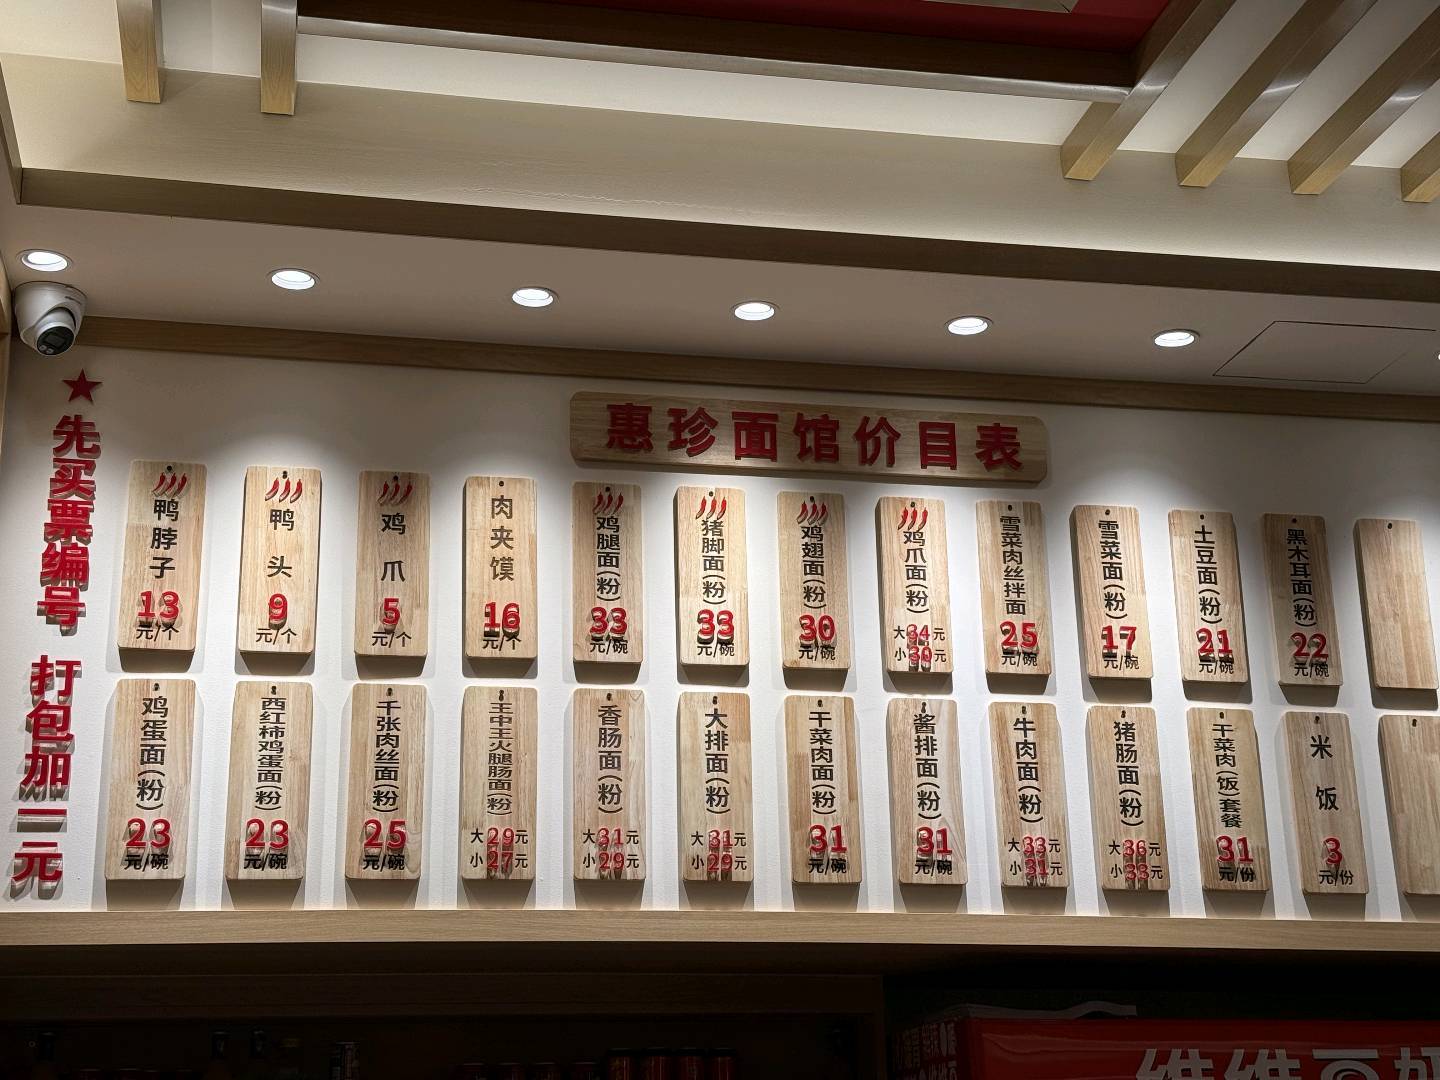 惠珍面馆价目表
★先买票编号 打包加二元
鸭脖子
13
元/个
鸭头
9
元/个
鸡爪
5
元/个
肉夹馍
16
元/个
鸡腿面(粉)
33
元/碗
猪脚面(粉)
33
元/碗
鸡翅面(粉)
30
元/碗
鸡爪面(粉)
大34元
小30元
雪菜肉丝拌面
25
元/碗
雪菜面(粉)
17
元/碗
土豆面(粉)
21
元/碗
黑木耳面(粉)
22
元/碗
鸡蛋面(粉)
23
元/碗
西红柿鸡蛋面(粉)
23
元/碗
千张肉丝面(粉)
25
元/碗
王中王火腿肠面(粉)
大29元
小27元
香肠面(粉)
大31元
小29元
大排面(粉)
大31元
小29元
干菜肉面(粉)
31
元/碗
酱排面(粉)
31
元/碗
牛肉面(粉)
大33元
小31元
猪肠面(粉)
大36元
小33元
干菜肉(饭)套餐
31
元/份
米饭
3
元/份
维维豆奶